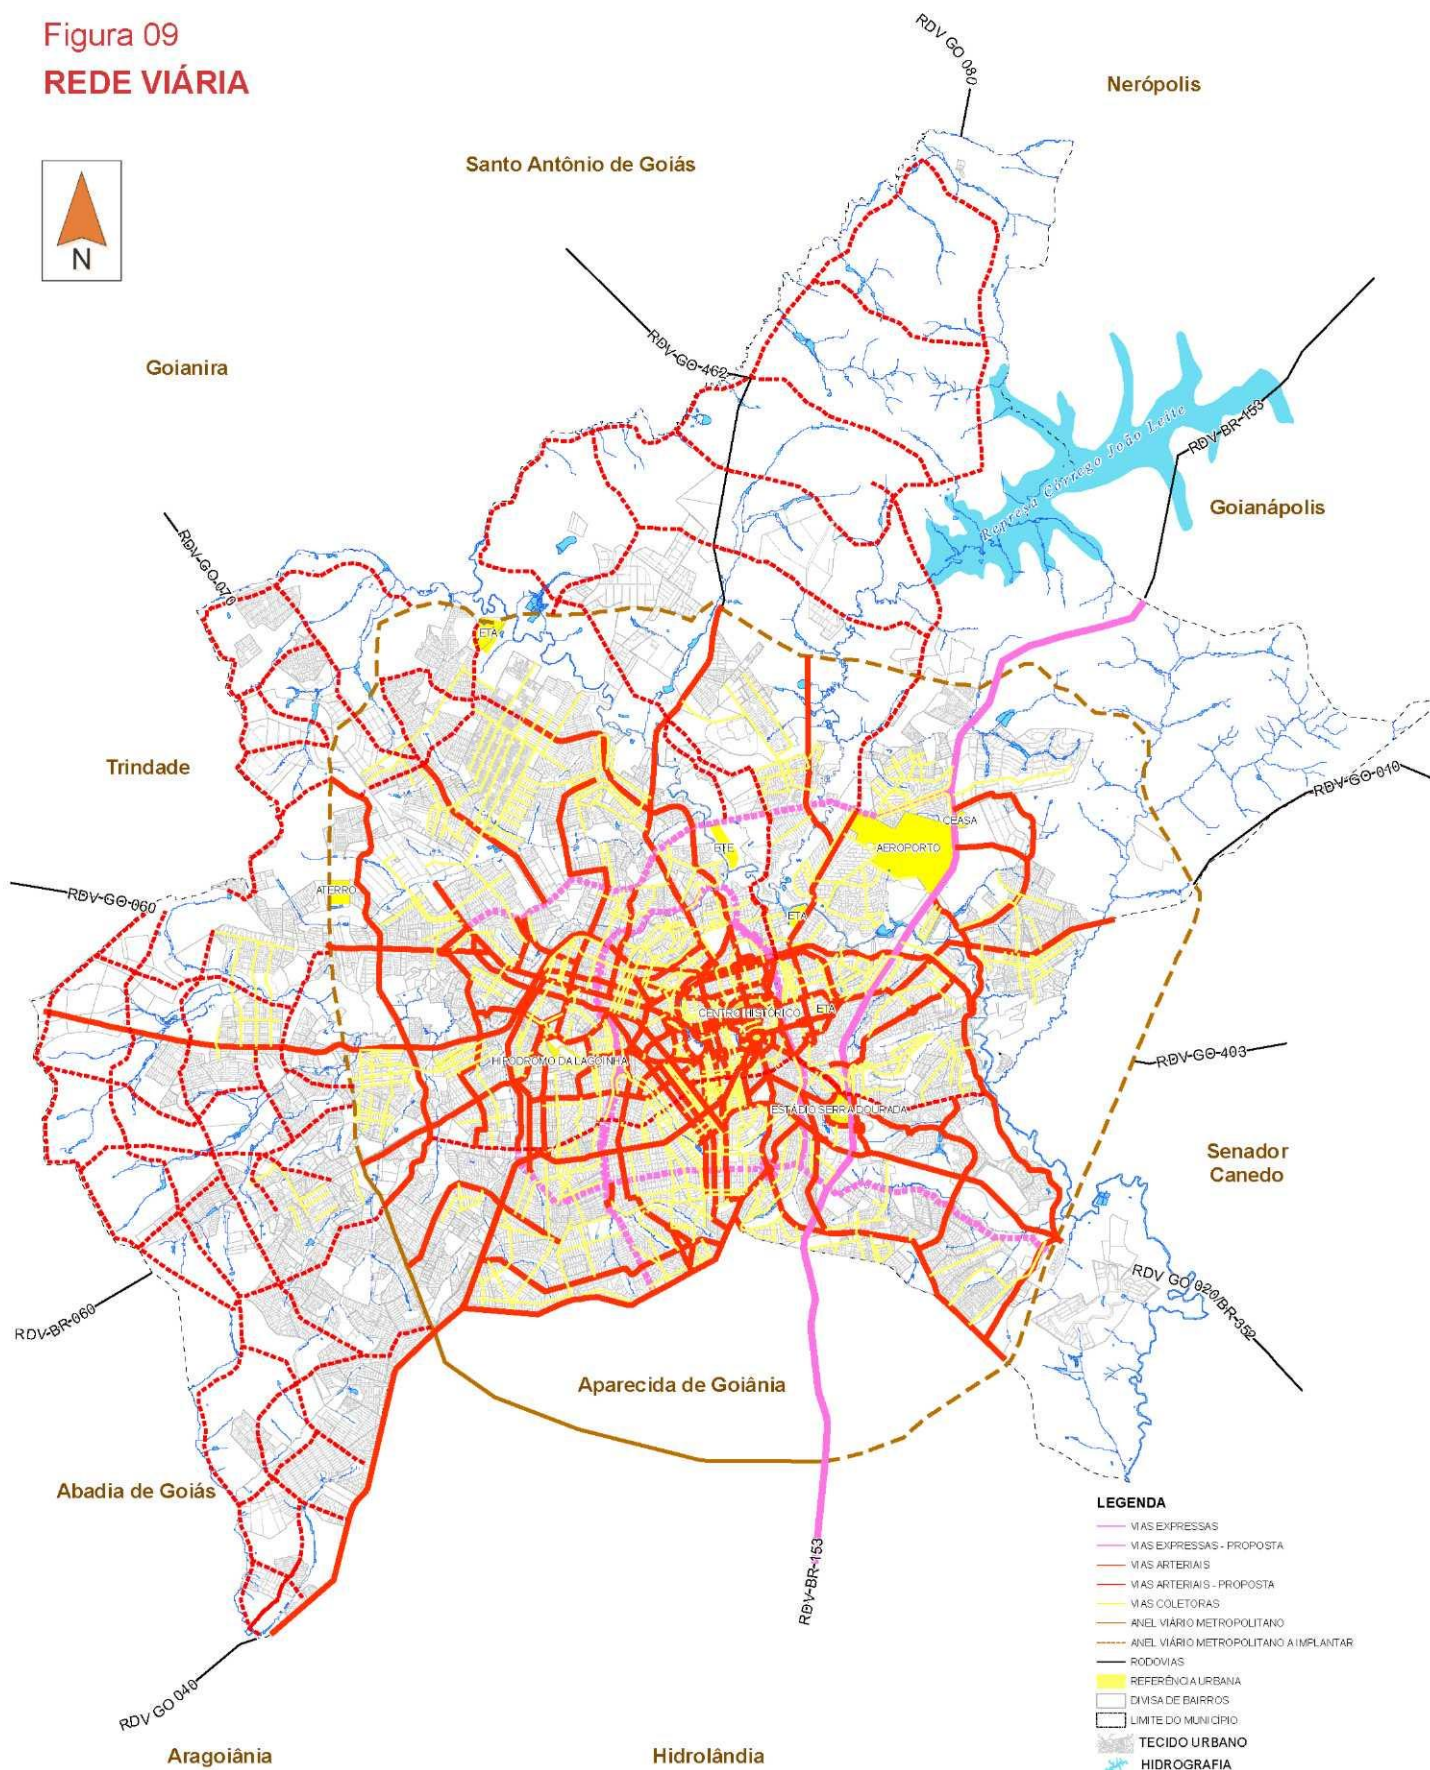 Figura 09
REDE VIÁRIA
N
RDV GO 080
Nerópolis
Santo Antônio de Goiás
RDV-GO-462
Goianira
RDV-BR-153
Represa Córrego João Leite
Goianápolis
RDV-GO-070
ETA
Trindade
RDV-GO-010
CEASA
AEROPORTO
ETE
ATERRO
RDV-GO-060
ETA
CENTRO HISTÓRICO
ETA
HIPÓDROMO DA LAGOINHA
RDV-GO-403
ESTÁDIO SERRA DOURADA
Senador
Canedo
RDV GO 020/BR-352
RDV-BR-060
Aparecida de Goiânia
Abadia de Goiás
RDV-BR-153
RDV GO 040
Aragoiânia
Hidrolândia
LEGENDA
VIAS EXPRESSAS
VIAS EXPRESSAS - PROPOSTA
VIAS ARTERIAIS
VIAS ARTERIAIS - PROPOSTA
VIAS COLETORAS
ANEL VIÁRIO METROPOLITANO
ANEL VIÁRIO METROPOLITANO A IMPLANTAR
RODOVIAS
REFERÊNCIA URBANA
DIVISA DE BAIRROS
LIMITE DO MUNICÍPIO
TECIDO URBANO
HIDROGRAFIA